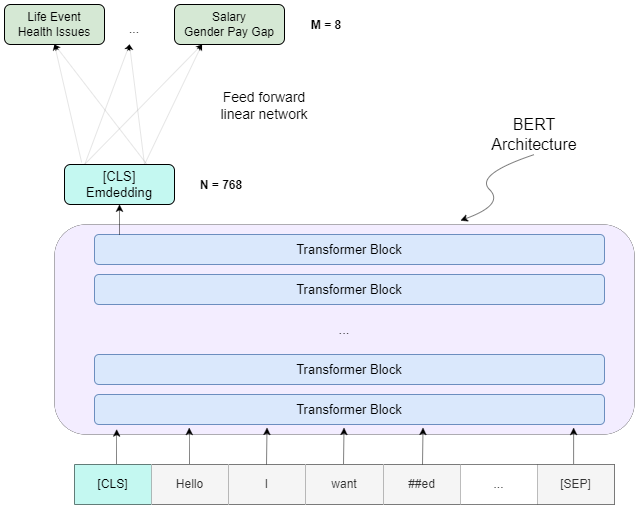 Life Event
Health Issues
...
Salary
Gender Pay Gap
M = 8
Feed forward
linear network
BERT
Architecture
[CLS]
Emdedding
N = 768
Transformer Block
Transformer Block
...
Transformer Block
Transformer Block
[CLS] Hello I want ##ed ... [SEP]